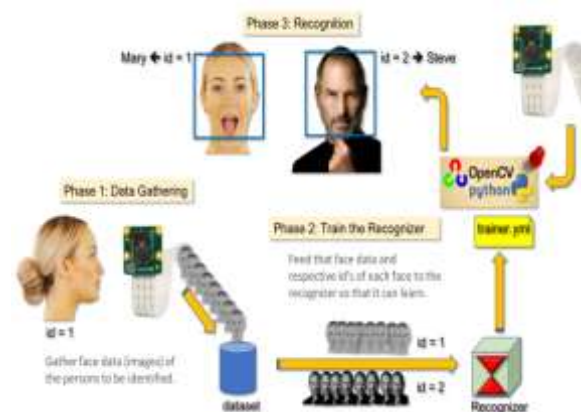 Phase 3: Recognition
Mary ← id = 1
id = 2 → Steve
OpenCV
python
Phase 1: Data Gathering
Phase 2: Train the Recognizer
trainer.yml
Feed that face data and
respective id's of each face to the
recognizer so that it can learn.
id = 1
Gather face data (images) of
the persons to be identified.
id = 1
id = 2
dataset
Recognizer